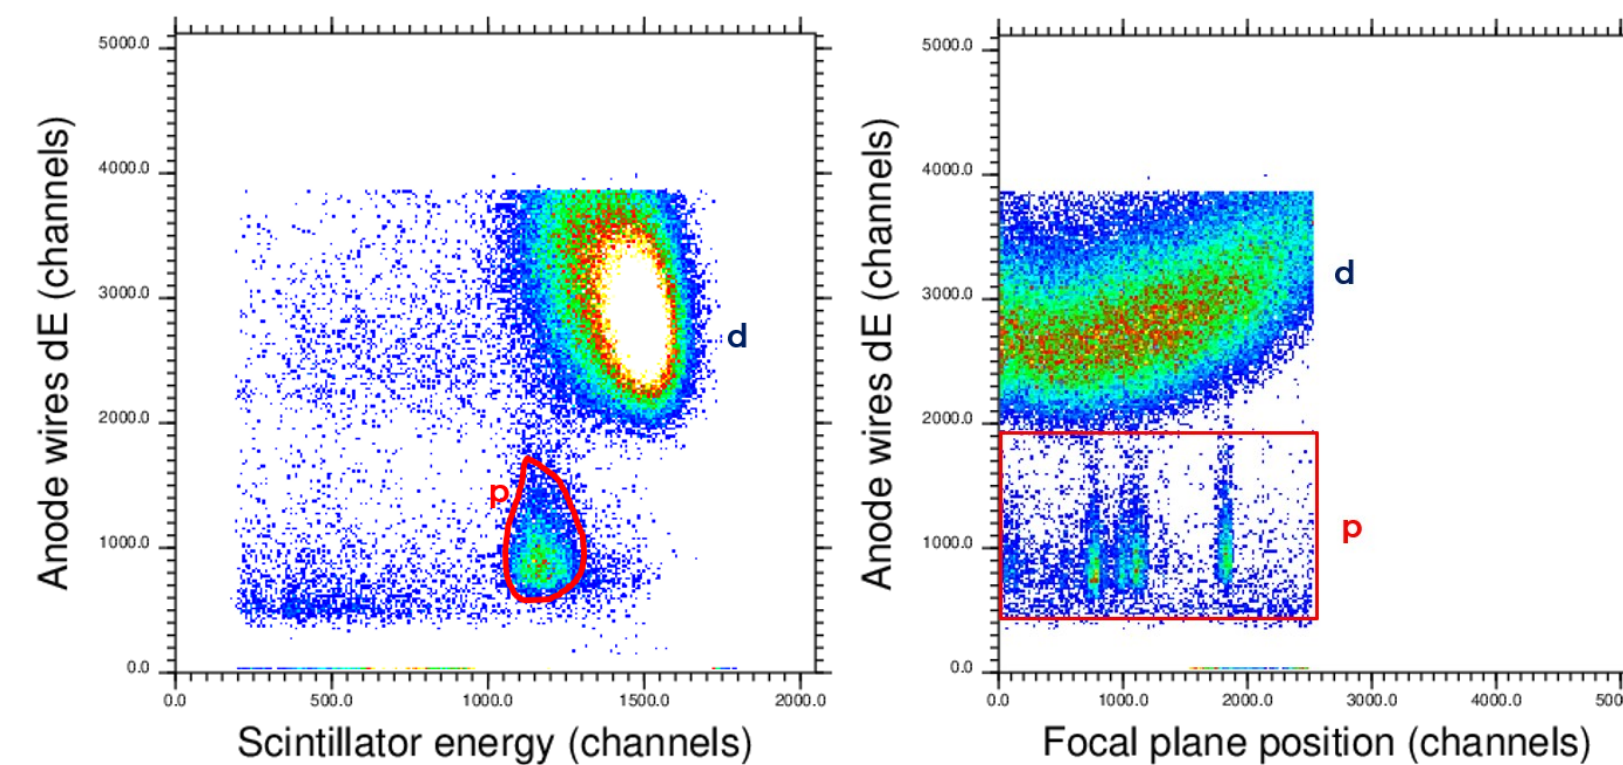 Anode wires dE (channels)
5000.0
4000.0
3000.0
2000.0
1000.0
0.0
d
p
0.0 500.0 1000.0 1500.0 2000.0
Scintillator energy (channels)
Anode wires dE (channels)
5000.0
4000.0
3000.0
2000.0
1000.0
0.0
d
p
0.0 1000.0 2000.0 3000.0 4000.0 500
Focal plane position (channels)